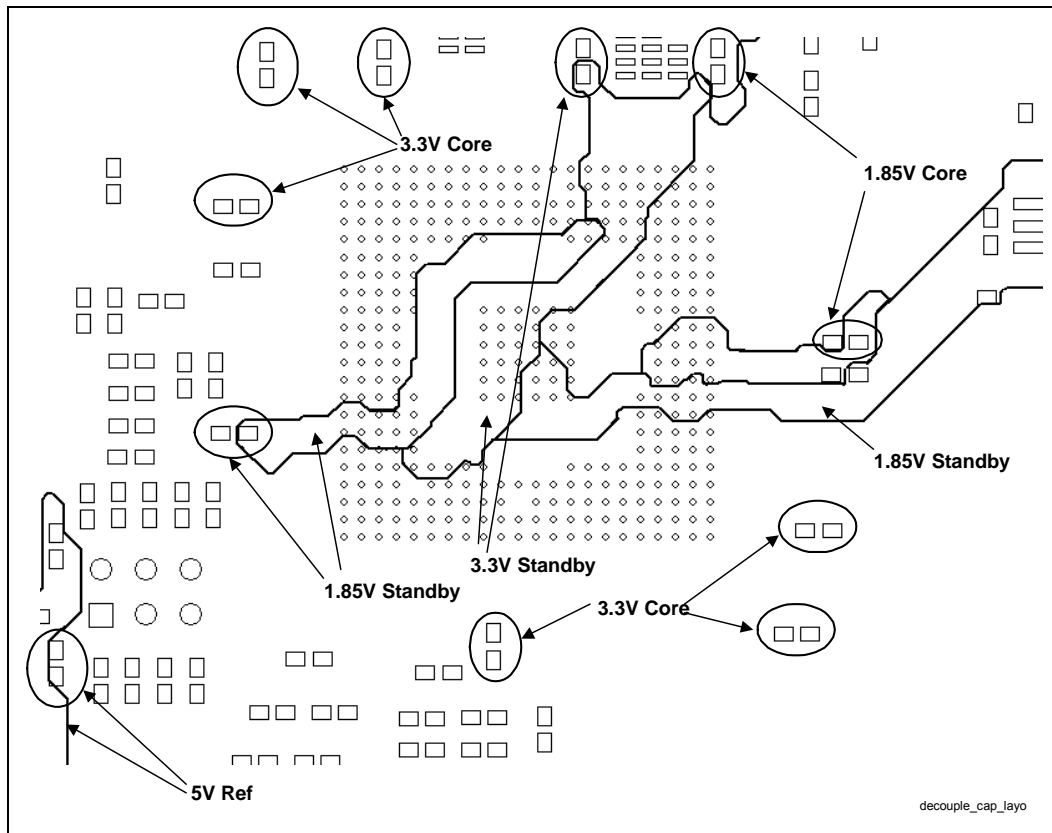 3.3V Core
1.85V Core
1.85V Standby
3.3V Standby
1.85V Standby
3.3V Core
5V Ref
decouple_cap_layo